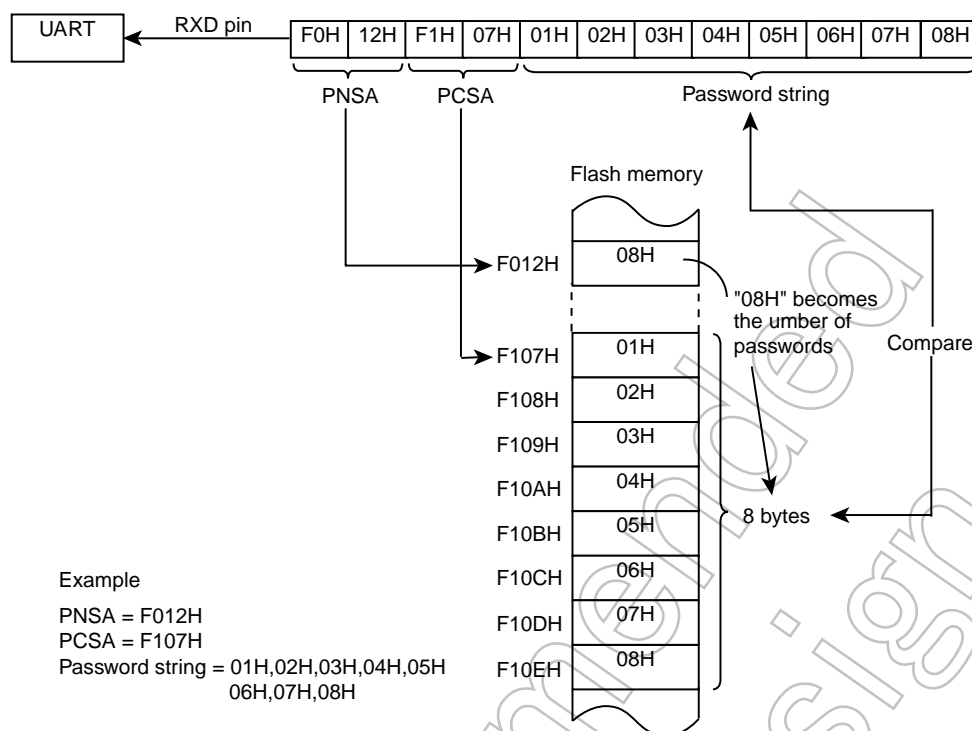 UART
RXD pin
F0H 12H F1H 07H 01H 02H 03H 04H 05H 06H 07H 08H
PNSA
PCSA
Password string
Flash memory
F012H
08H
"08H" becomes
the umber of
passwords
Compare
F107H
01H
F108H
02H
F109H
03H
F10AH
04H
F10BH
05H
8 bytes
F10CH
06H
F10DH
07H
F10EH
08H
Example
PNSA = F012H
PCSA = F107H
Password string = 01H,02H,03H,04H,05H
06H,07H,08H